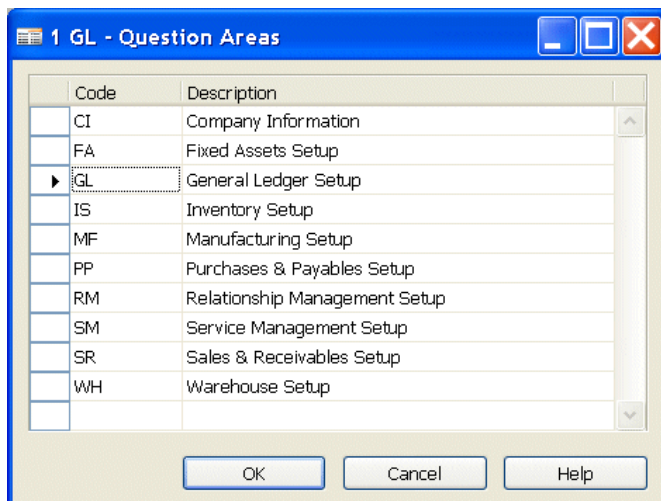 1 GL - Question Areas
Code Description
CI Company Information
FA Fixed Assets Setup
GL General Ledger Setup
IS Inventory Setup
MF Manufacturing Setup
PP Purchases & Payables Setup
RM Relationship Management Setup
SM Service Management Setup
SR Sales & Receivables Setup
WH Warehouse Setup
OK Cancel Help